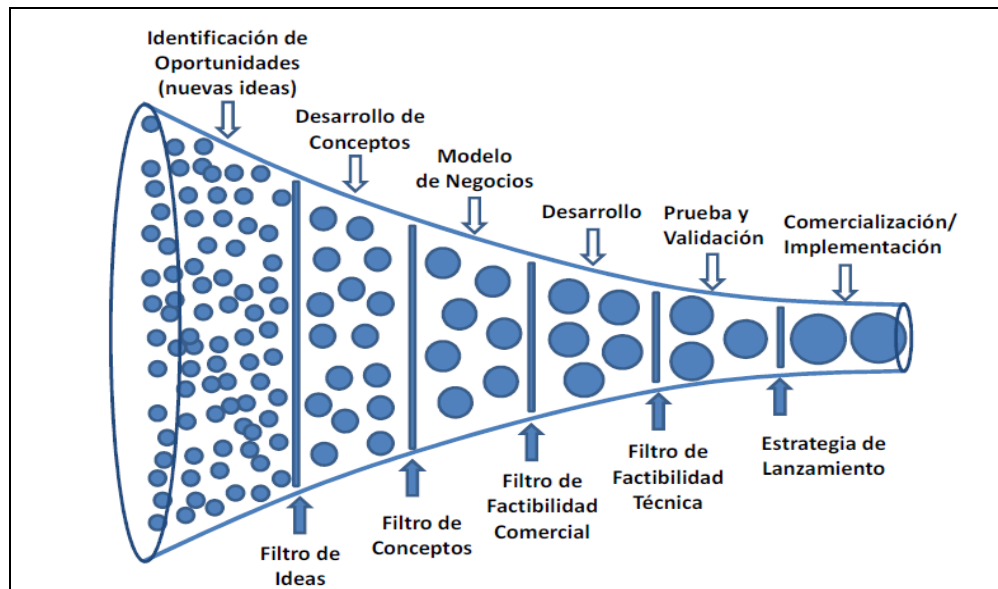 Identificación de
Oportunidades
(nuevas ideas)
Desarrollo de
Conceptos
Modelo
de Negocios
Desarrollo
Prueba y
Validación
Comercialización/
Implementación
Filtro de
Ideas
Filtro de
Conceptos
Filtro de
Factibilidad
Comercial
Filtro de
Factibilidad
Técnica
Estrategia de
Lanzamiento